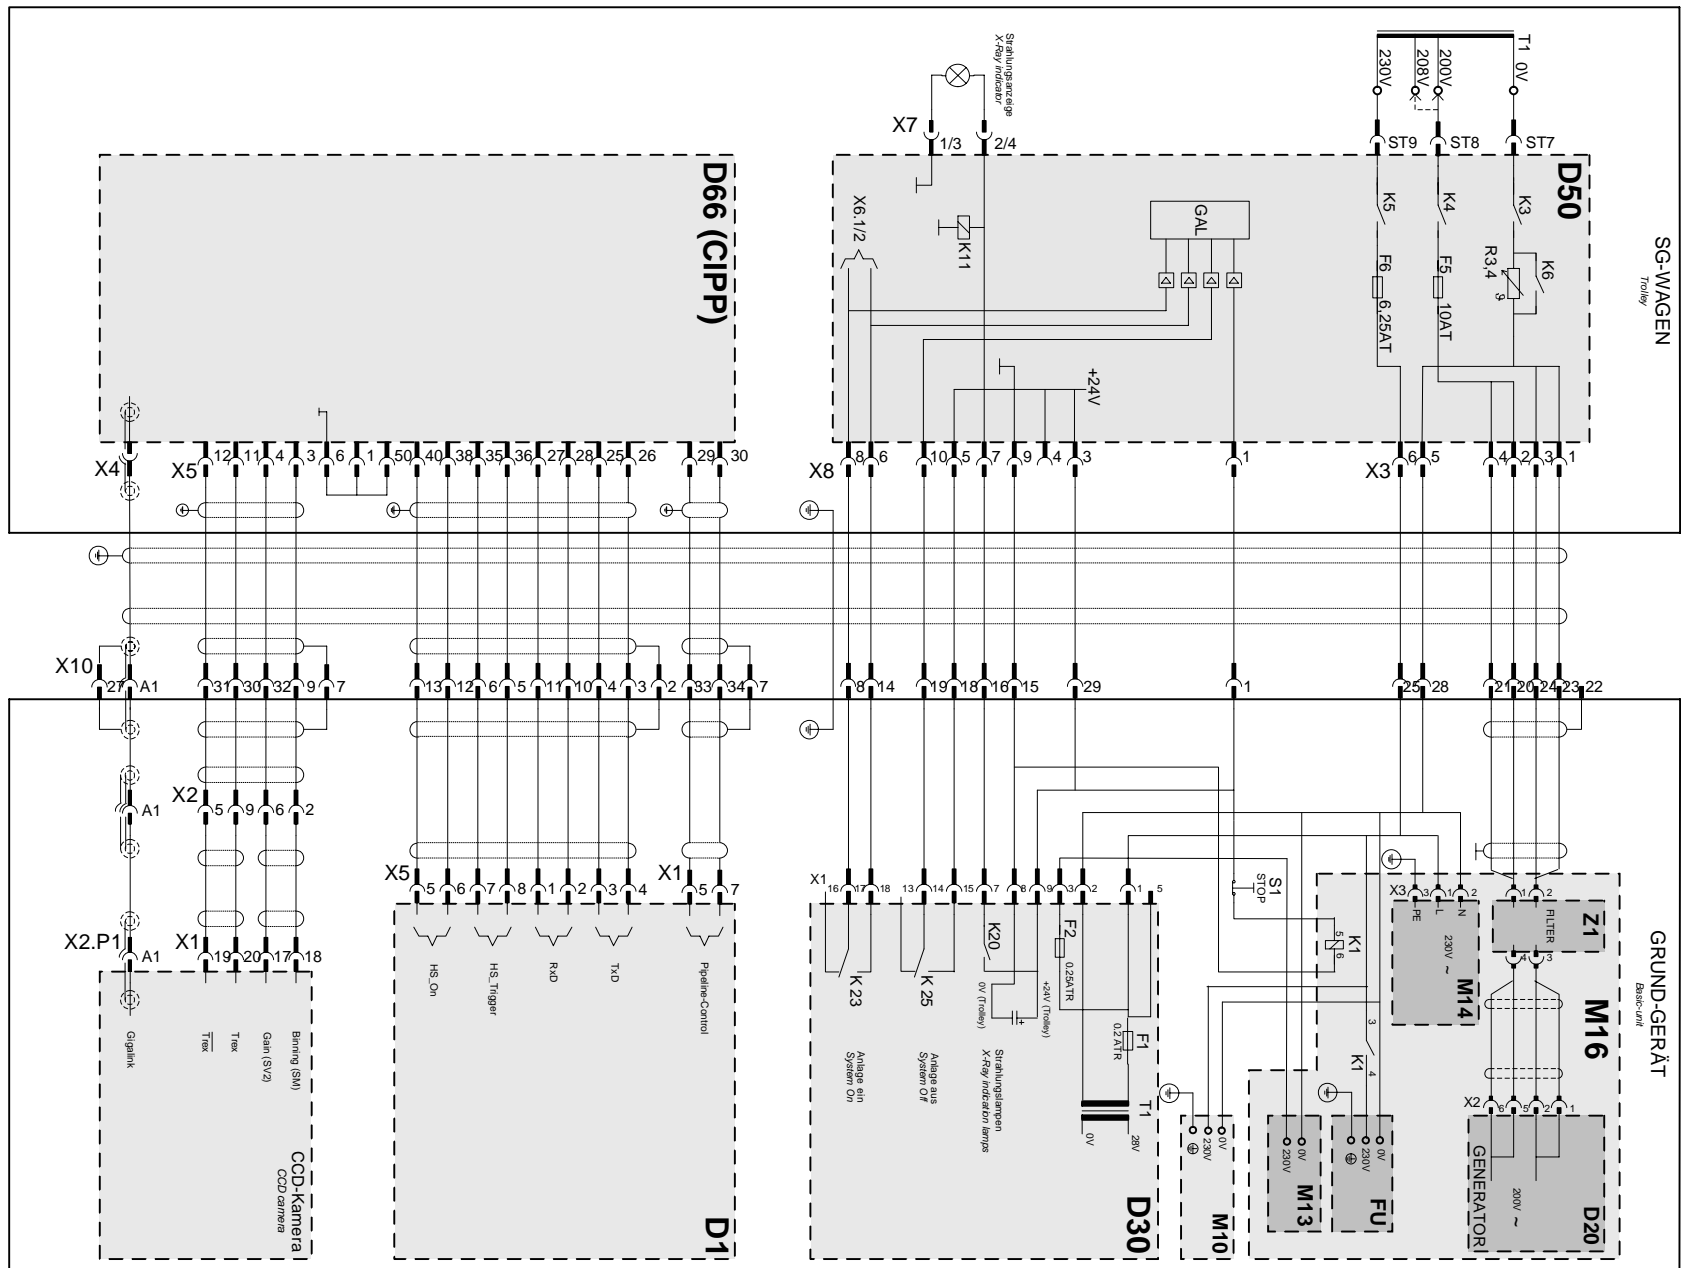 SG-WAGEN
Trolley
T1 0V
200V
208V
230V
Strahlungsanzeige
X-Ray indicator
X7
1/3
2/4
ST9
ST8
ST7
D66 (CIPP)
D50
K5
K4
K3
K6
R3,4
ϑ
F6
6,25AT
F5
10AT
X6.1/2
K11
GAL
+24V
X4
X5
12
11
4
3
6
1
50
40
38
35
36
27
28
25
26
29
30
X8
8
6
10
5
7
9
4
3
1
X3
6
5
4
2
3
1
X10
27
A1
31
30
32
9
7
13
12
6
5
11
10
4
3
2
33
34
7
8
14
19
18
16
15
29
1
25
28
21
20
24
23
22
GRUND-GERÄT
Basic-unit
A1
X2
5
9
6
2
X2.P1
A1
X1
19
20
17
18
Gigalink
Trex
Trex
Gain (SV2)
Binning (SM)
CCD-Kamera
CCD camera
X5
5
6
7
8
1
2
3
4
X1
5
7
HS_On
HS_Trigger
RxD
TxD
Pipeline-Control
D1
X1
16
17
18
13
14
15
7
8
9
3
2
1
5
K 23
K 25
K20
F2
0.25ATR
+24V (Trolley)
0V (Trolley)
+
F1
0.2 ATR
Anlage ein
System On
Anlage aus
System Off
Strahlungslampen
X-Ray indication lamps
T1
0V
28V
D30
S1
STOP
K1
5
6
3
K1
4
0V
230V
M10
0V
230V
M13
0V
230V
FU
X3
3
1
2
PE
L
N
230V ~
M14
1
2
FILTER
Z1
4
3
M16
X2
6
5
2
1
GENERATOR
200V ~
D20